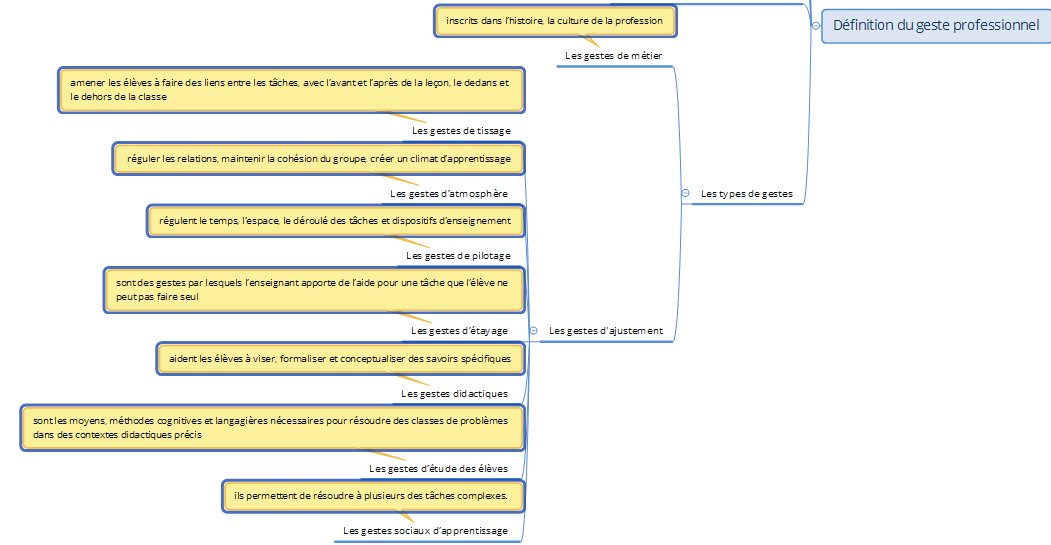 inscrits dans l'histoire, la culture de la profession
Définition du geste professionnel
Les gestes de métier
amener les élèves à faire des liens entre les tâches, avec l'avant et l'après de la leçon, le dedans et
le dehors de la classe
Les gestes de tissage
réguler les relations, maintenir la cohésion du groupe, créer un climat d'apprentissage
Les gestes d'atmosphère
Les types de gestes
régulent le temps, l'espace, le déroulé des tâches et dispositifs d'enseignement
Les gestes de pilotage
sont des gestes par lesquels l'enseignant apporte de l'aide pour une tâche que l'élève ne
peut pas faire seul
Les gestes d'étayage
Les gestes d'ajustement
aident les élèves à viser, formaliser et conceptualiser des savoirs spécifiques
Les gestes didactiques
sont les moyens, méthodes cognitives et langagières nécessaires pour résoudre des classes de problèmes
dans des contextes didactiques précis
Les gestes d'étude des élèves
ils permettent de résoudre à plusieurs des tâches complexes.
Les gestes sociaux d'apprentissage